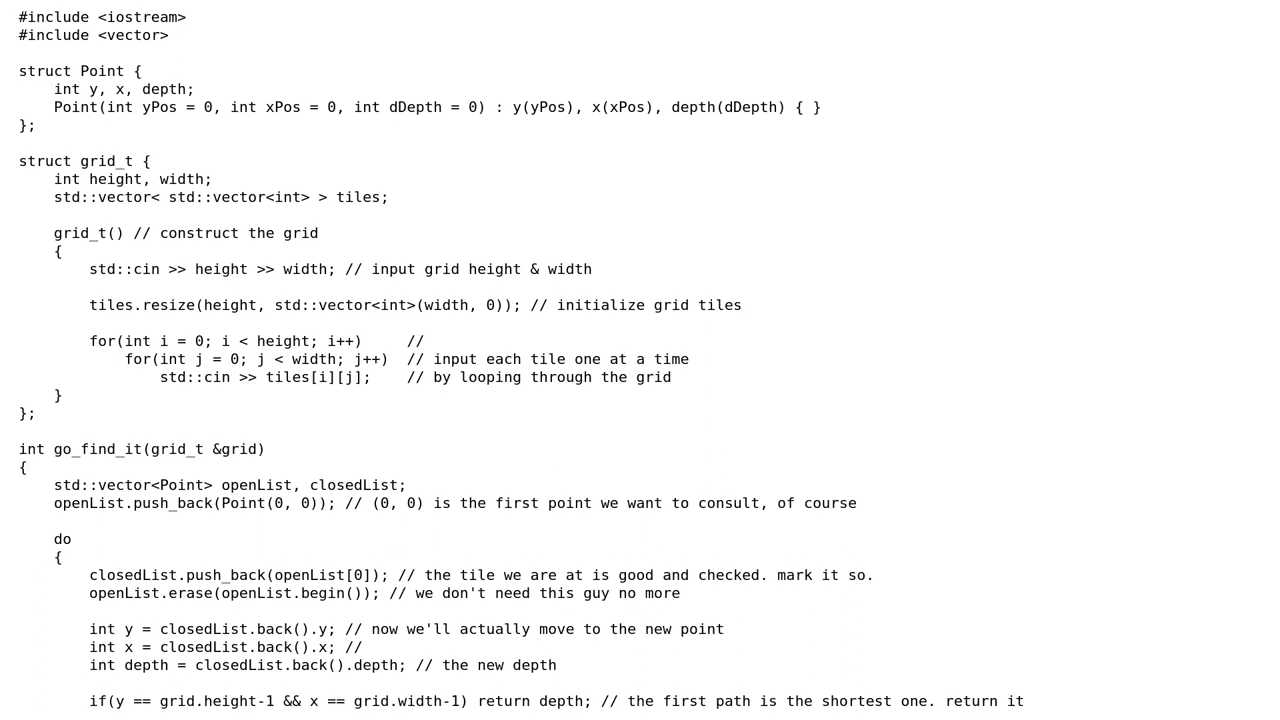 #include <iostream>
#include <vector>

struct Point {
    int y, x, depth;
    Point(int yPos = 0, int xPos = 0, int dDepth = 0) : y(yPos), x(xPos), depth(dDepth) { }
};

struct grid_t {
    int height, width;
    std::vector< std::vector<int> > tiles;

    grid_t() // construct the grid
    {
        std::cin >> height >> width; // input grid height & width

        tiles.resize(height, std::vector<int>(width, 0)); // initialize grid tiles

        for(int i = 0; i < height; i++)     //
            for(int j = 0; j < width; j++)  // input each tile one at a time
                std::cin >> tiles[i][j];    // by looping through the grid
    }
};

int go_find_it(grid_t &grid)
{
    std::vector<Point> openList, closedList;
    openList.push_back(Point(0, 0)); // (0, 0) is the first point we want to consult, of course

    do
    {
        closedList.push_back(openList[0]); // the tile we are at is good and checked. mark it so.
        openList.erase(openList.begin()); // we don't need this guy no more

        int y = closedList.back().y; // now we'll actually move to the new point
        int x = closedList.back().x; //
        int depth = closedList.back().depth; // the new depth

        if(y == grid.height-1 && x == grid.width-1) return depth; // the first path is the shortest one. return it